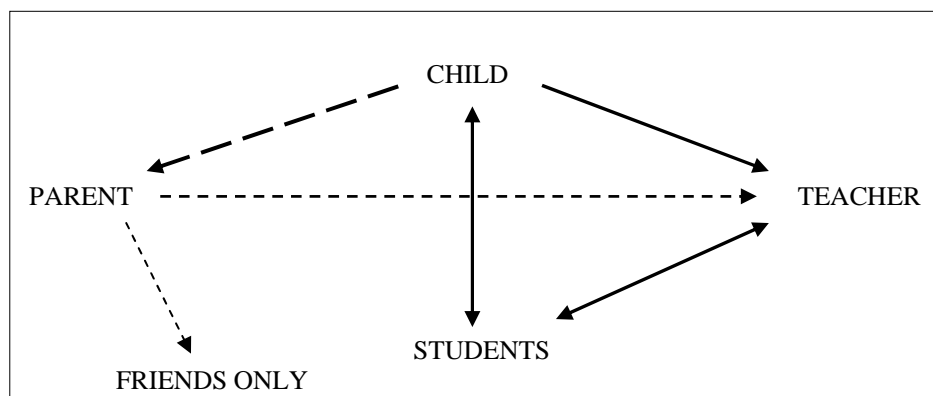 CHILD
PARENT
TEACHER
STUDENTS
FRIENDS ONLY